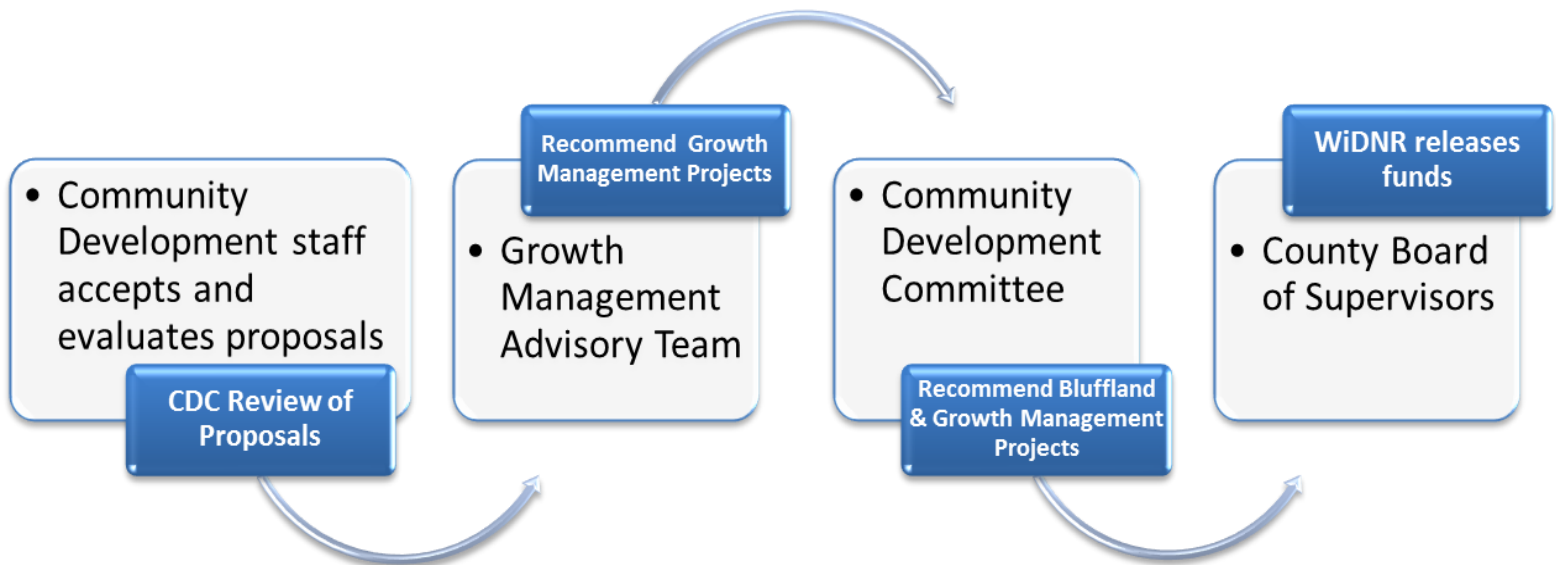 • Community
Development staff
accepts and
evaluates proposals
CDC Review of
Proposals
Recommend Growth
Management Projects
• Growth
Management
Advisory Team
• Community
Development
Committee
Recommend Bluffland
& Growth Management
Projects
WiDNR releases
funds
• County Board
of Supervisors